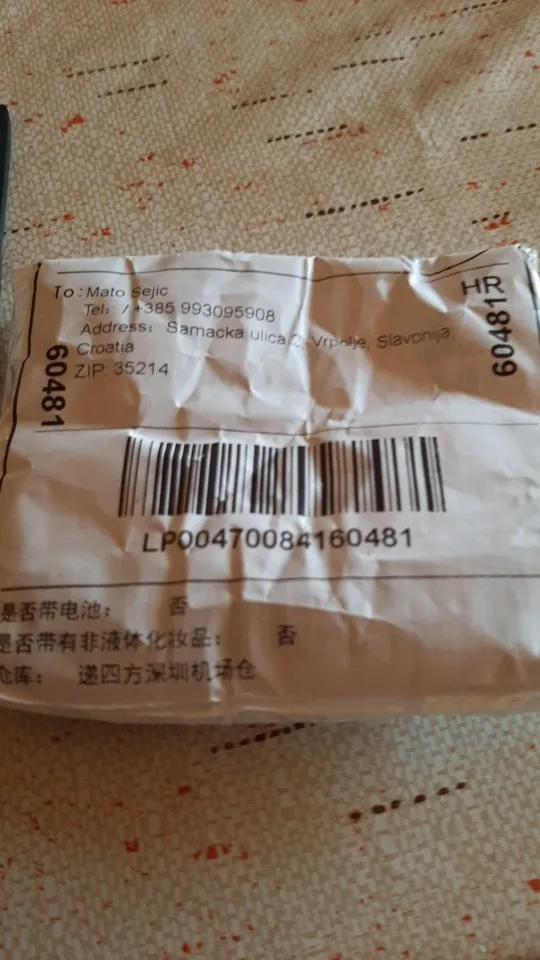 To : Mato Sejic
HR
Tel: / +385 993095908
Address: Samacka ulica 2, Vrpolje, Slavonija,
Croatia
ZIP: 35214
60481
60481
LP00470084160481
是否带电池: 否
是否带有非液体化妆品: 否
仓库: 递四方深圳机场仓